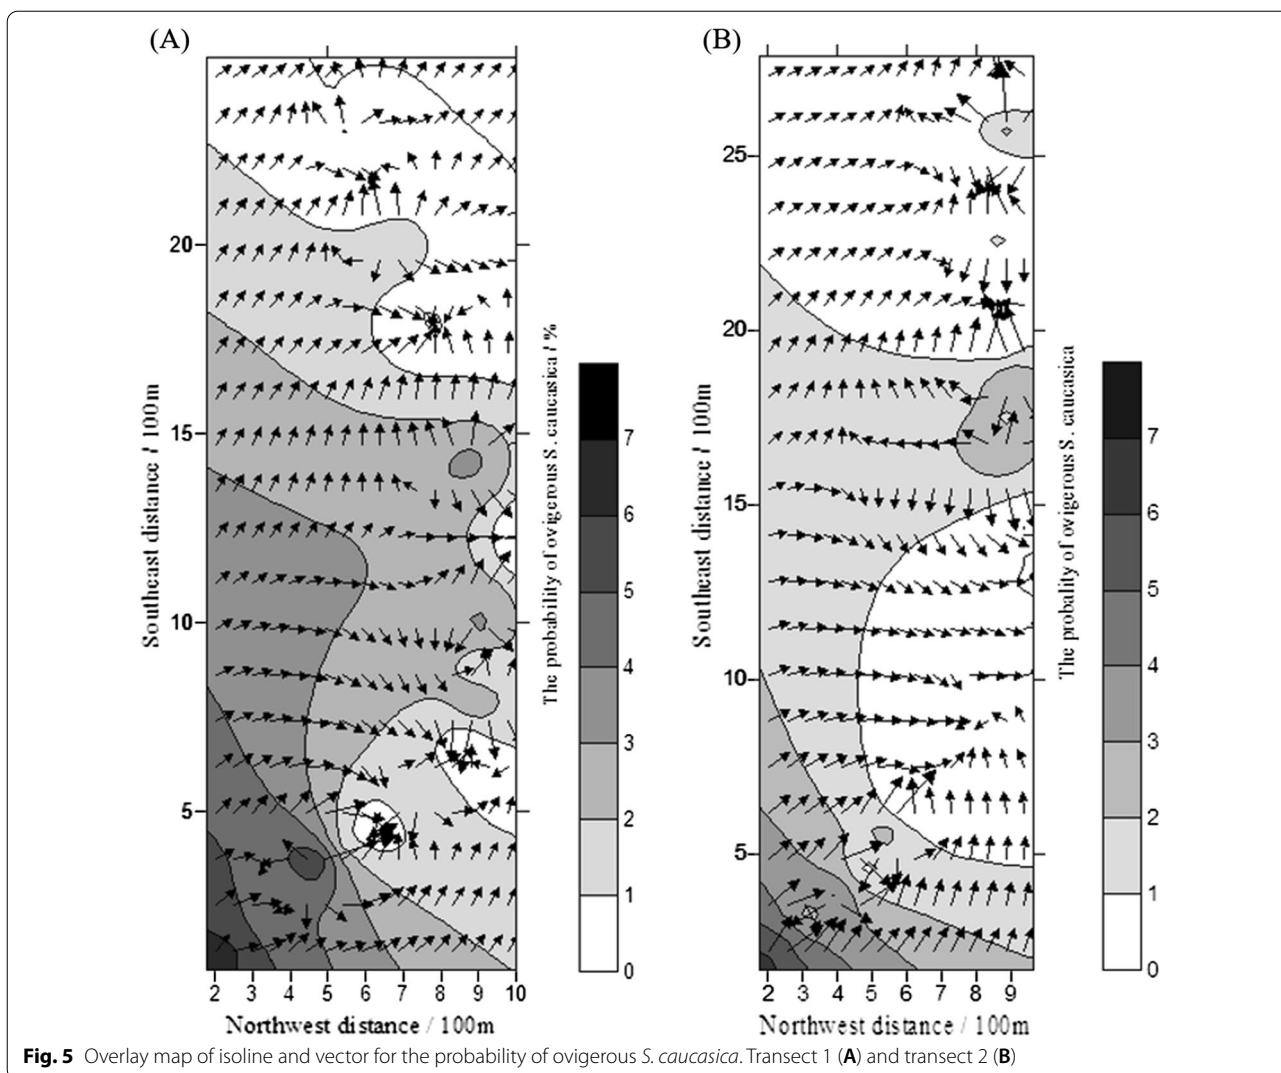 (A)
20
15
10
5
2 3 4 5 6 7 8 9 10
Southeast distance / 100m
Northwest distance / 100m
The probability of ovigerous S. caucasica / %
7
6
5
4
3
2
1
0
(B)
25
20
15
10
5
2 3 4 5 6 7 8 9
Southeast distance / 100m
Northwest distance / 100m
The probality of ovigerous S. caucasica
7
6
5
4
3
2
1
0
Fig. 5 Overlay map of isoline and vector for the probability of ovigerous S. caucasica. Transect 1 (A) and transect 2 (B)